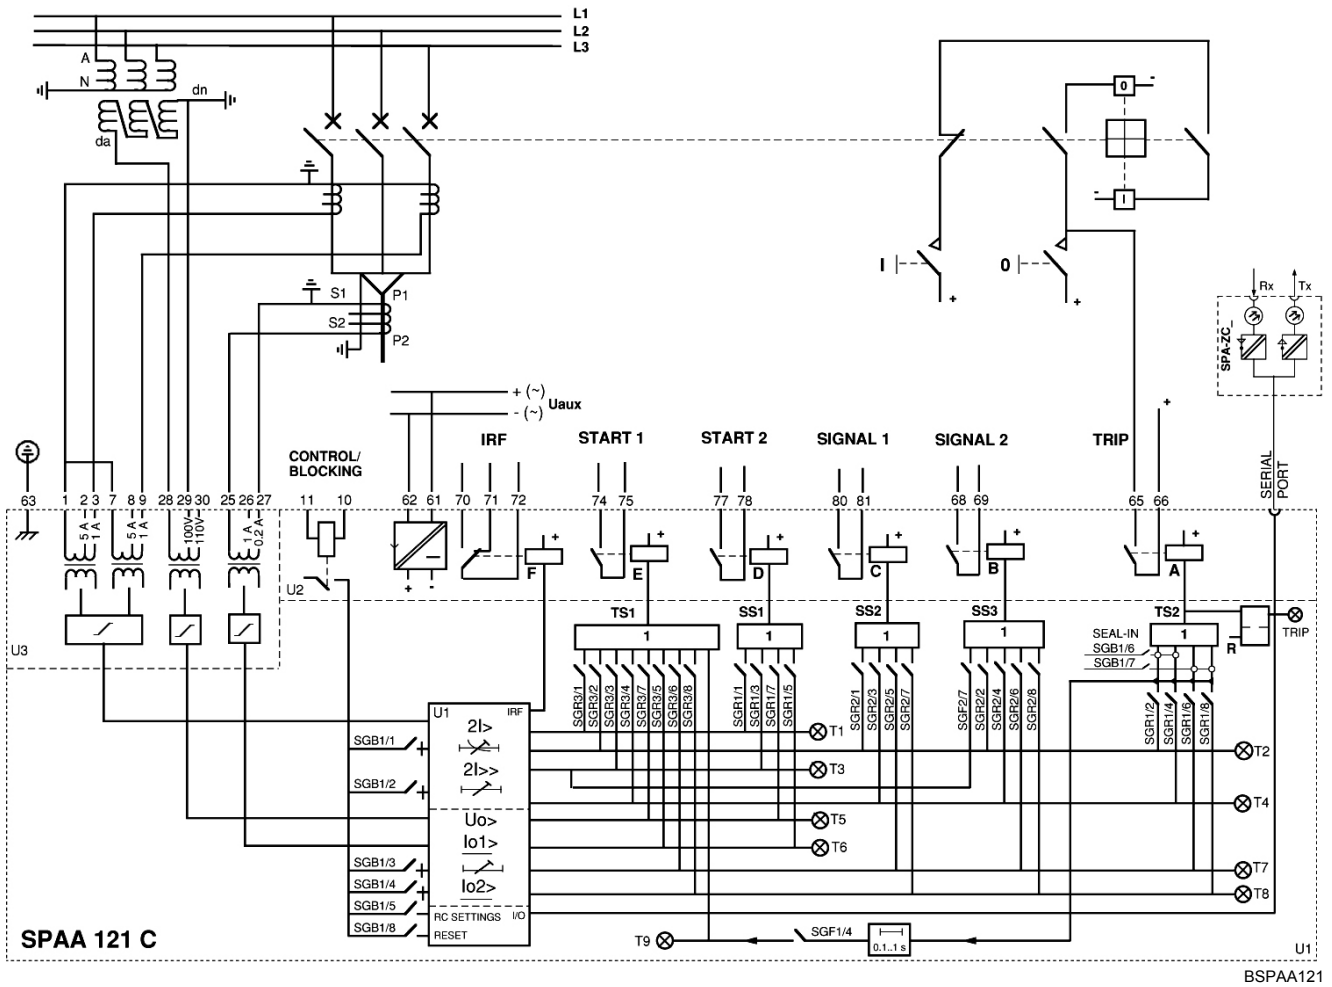 L1
L2
L3
A
N
dn
da
0 -
- I
I
0
+
+
S1
P1
S2
P2
Rx Tx
SPA-ZC_
+ (~)
Uaux
- (~)
CONTROL/
BLOCKING
IRF
START 1
START 2
SIGNAL 1
SIGNAL 2
TRIP
+
SERIAL
PORT
63 1 2 3 7 8 9 28 29 30 25 26 27 11 10 62 61 70 71 72 74 75 77 78 80 81 68 69 65 66
5 A
1 A
5 A
1 A
100V
110V
1 A
0.2 A
+ -
+ F
+ E
+ D
+ C
+ B
+ A
U2
U3
TS1
SS1
SS2
SS3
TS2
1
1
1
1
1
SEAL-IN
SGB1/6
SGB1/7
R
TRIP
SGR3/1
SGR3/2
SGR3/3
SGR3/4
SGR3/7
SGR3/5
SGR3/6
SGR3/8
SGR1/1
SGR1/3
SGR1/7
SGR1/5
SGR2/1
SGR2/3
SGR2/5
SGR2/7
SGF2/7
SGR2/2
SGR2/4
SGR2/6
SGR2/8
SGR1/2
SGR1/4
SGR1/6
SGR1/8
U1
IRF
2I>
2I>>
Uo>
Io1>
Io2>
RC SETTINGS I/O
RESET
SGB1/1 +
SGB1/2 +
SGB1/3 +
SGB1/4 +
SGB1/5
SGB1/8
T1
T2
T3
T4
T5
T6
T7
T8
T9
SGF1/4
0.1..1 s
SPAA 121 C
U1
BSPAA121